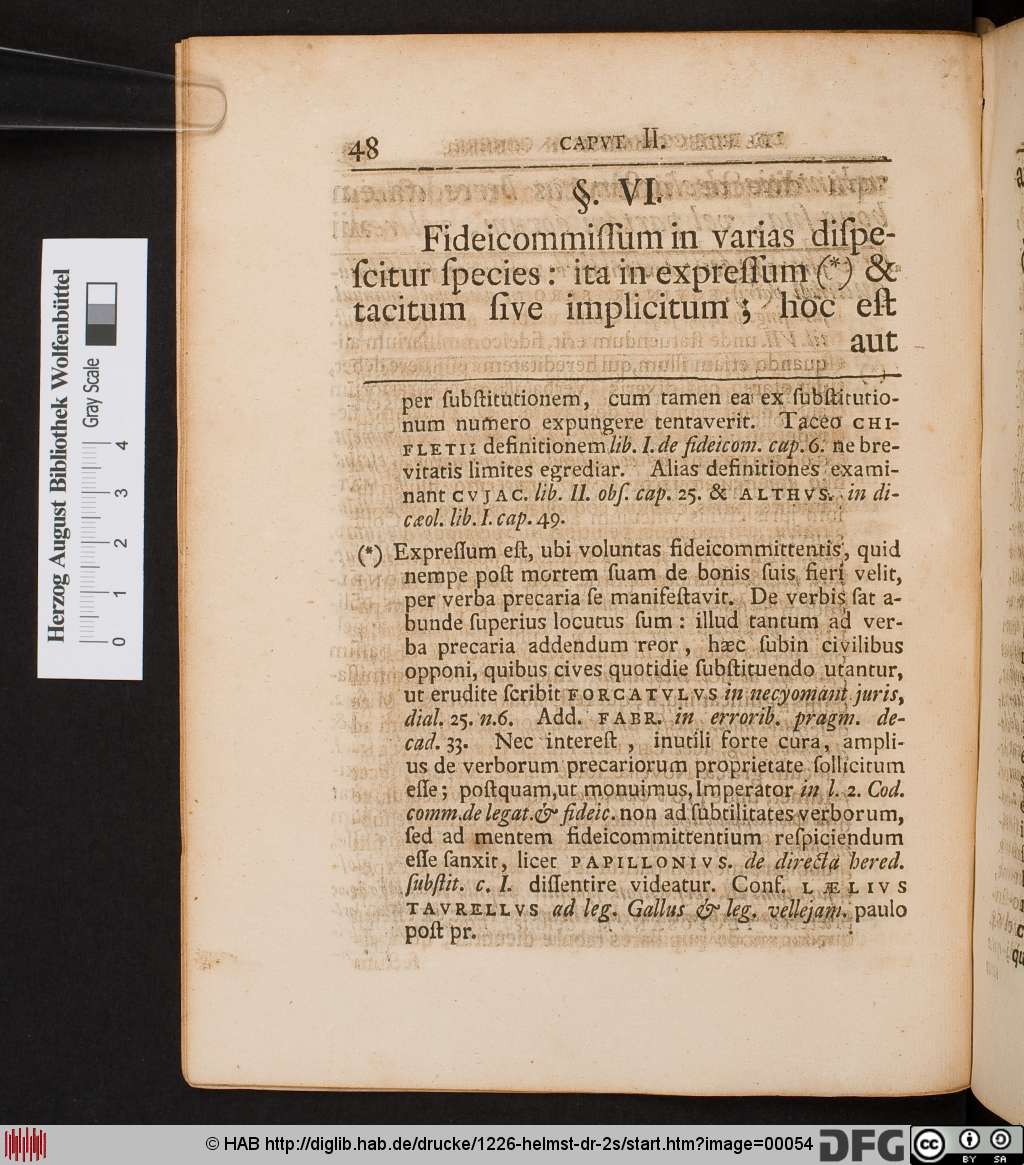 48 CAPVT II.
§. VI.
Fideicommiſſum in varias diſpe-
ſcitur ſpecies: ita in expreſſum (*) &
tacitum ſive implicitum; hoc eſt
aut
per ſubſtitutionem, cum tamen ea ex ſubſtitutio-
num numero expungere tentaverit. Taceo CHI-
FLETII definitionem lib. I. de fideicom. cap. 6. ne bre-
vitatis limites egrediar. Alias definitiones exami-
nant CVJAC. lib. II. obſ. cap. 25. & ALTHVS. in di-
cæol. lib. I. cap. 49.
(*) Expreſſum eſt, ubi voluntas fideicommittentis, quid
nempe poſt mortem ſuam de bonis ſuis fieri velit,
per verba precaria ſe manifeſtavit. De verbis ſat a-
bunde ſuperius locutus ſum: illud tantum ad ver-
ba precaria addendum reor, hæc ſubin civilibus
opponi, quibus cives quotidie ſubſtituendo utantur,
ut erudite ſcribit FORCATVLVS in necyomant juris,
dial. 25. n. 6. Add. FABR. in errorib. pragm. de-
cad. 33. Nec intereſt, inutili forte cura, ampli-
us de verborum precariorum proprietate ſollicitum
eſſe; poſtquam, ut monuimus, Imperator in l. 2. Cod.
comm. de legat. & fideic. non ad ſubtilitates verborum,
ſed ad mentem fideicommittentium reſpiciendum
eſſe ſanxit, licet PAPILLONIVS. de directa hered.
ſubſtit. c. I. diſſentire videatur. Conf. LÆLIVS
TAVRELLVS ad leg. Gallus & leg. vellejam. paulo
poſt pr.
Herzog August Bibliothek Wolfenbüttel
Gray Scale
0 1 2 3 4
© HAB http://diglib.hab.de/drucke/1226-helmst-dr-2s/start.htm?image=00054 DFG cc BY SA